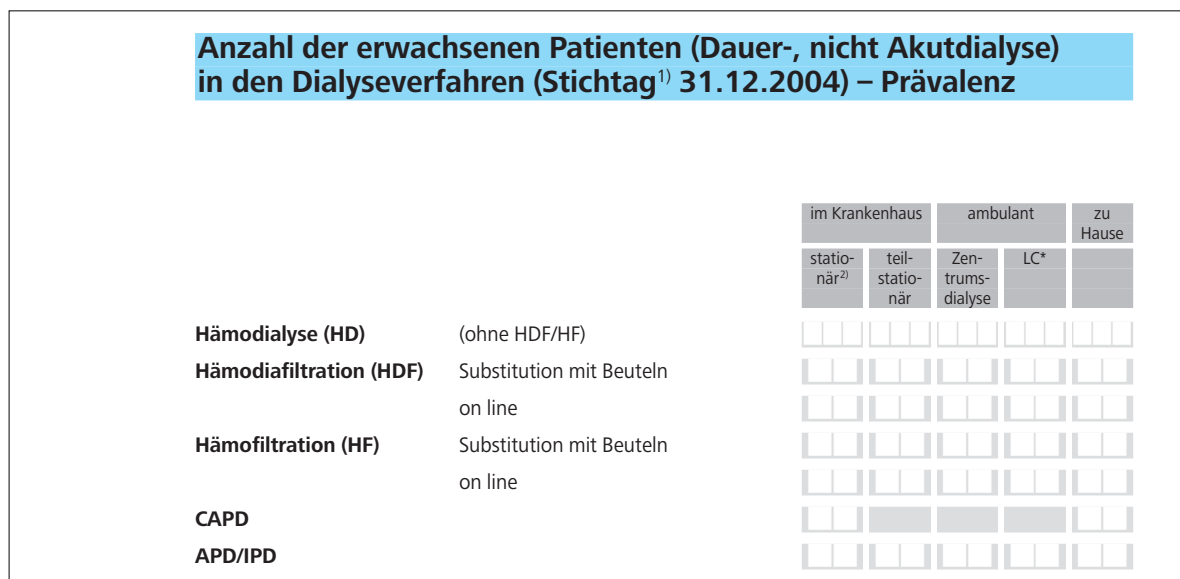 Anzahl der erwachsenen Patienten (Dauer-, nicht Akutdialyse)
in den Dialyseverfahren (Stichtag1) 31.12.2004) – Prävalenz
im Krankenhaus ambulant zu
Hause
statio- teil- Zen- LC*
när2) statio- trums-
när dialyse
Hämodialyse (HD) (ohne HDF/HF)
Hämodiafiltration (HDF) Substitution mit Beuteln
on line
Hämofiltration (HF) Substitution mit Beuteln
on line
CAPD
APD/IPD